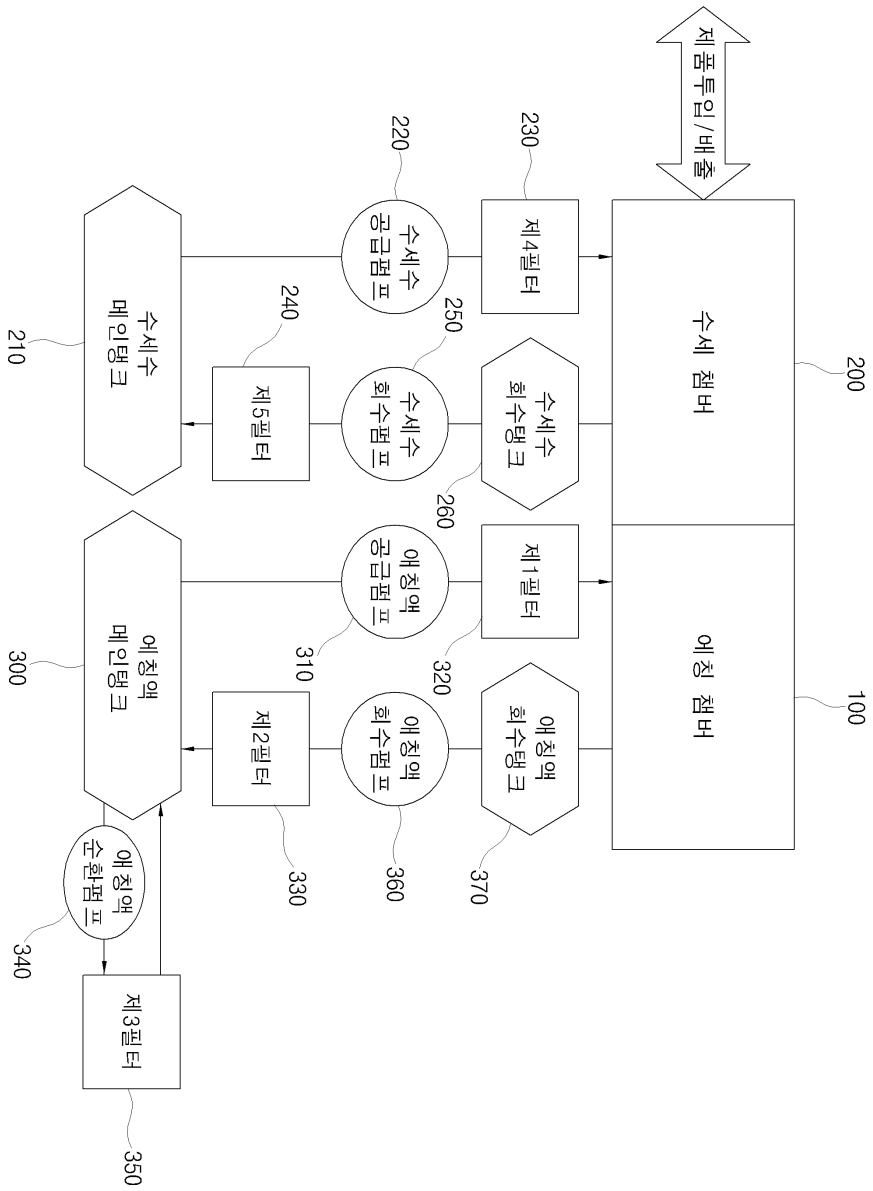 200
100
제품투입/배출
수세 챔버
에칭 챔버
230
제4필터
수세수
회수탱크
제1필터
애칭액
회수탱크
260
320
370
220
250
수세수
공급펌프
수세수
회수펌프
애칭액
공급펌프
애칭액
회수펌프
310
360
240
제5필터
제2필터
330
수세수
메인탱크
에칭액
메인탱크
애칭액
순환펌프
제3필터
350
210
300
340